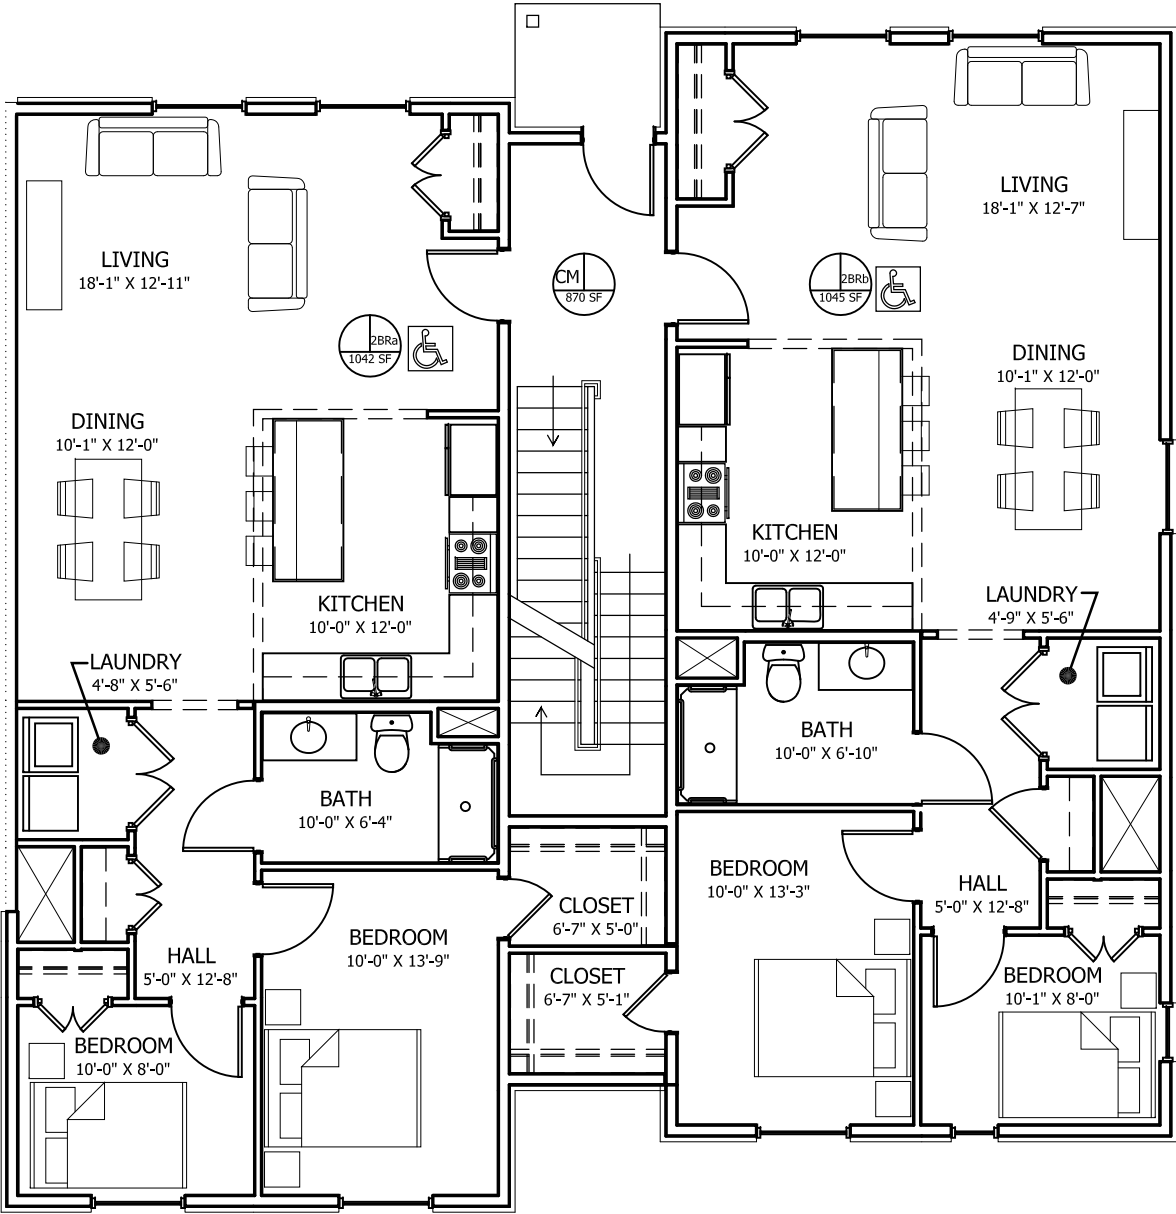 LIVING
18'-1" X 12'-7"
LIVING
18'-1" X 12'-11"
CM
870 SF
2BRb
1045 SF
2BRa
1042 SF
DINING
10'-1" X 12'-0"
DINING
10'-1" X 12'-0"
KITCHEN
10'-0" X 12'-0"
KITCHEN
10'-0" X 12'-0"
LAUNDRY
4'-9" X 5'-6"
LAUNDRY
4'-8" X 5'-6"
BATH
10'-0" X 6'-10"
BATH
10'-0" X 6'-4"
BEDROOM
10'-0" X 13'-3"
HALL
5'-0" X 12'-8"
CLOSET
6'-7" X 5'-0"
BEDROOM
10'-0" X 13'-9"
HALL
5'-0" X 12'-8"
CLOSET
6'-7" X 5'-1"
BEDROOM
10'-1" X 8'-0"
BEDROOM
10'-0" X 8'-0"